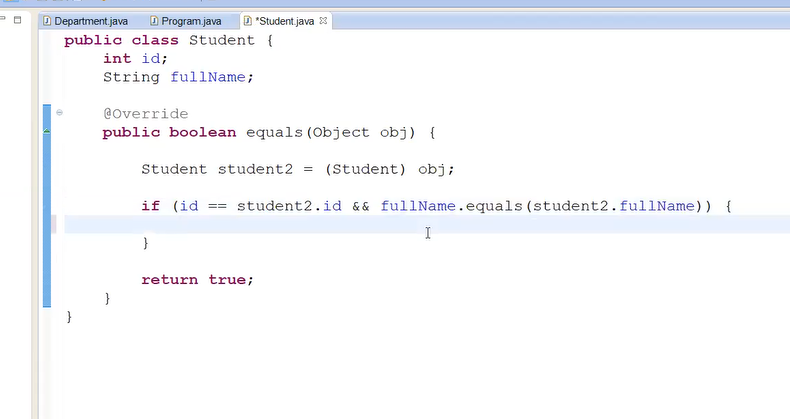 Department.java Program.java *Student.java
public class Student {
int id;
String fullName;
@Override
public boolean equals(Object obj) {
Student student2 = (Student) obj;
if (id == student2.id && fullName.equals(student2.fullName)) {
}
return true;
}
}